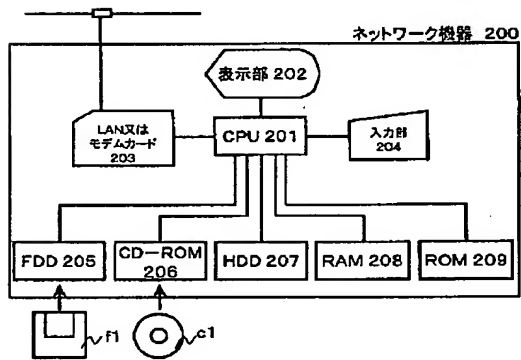 ネットワーク機器 200
表示部 202
LAN又は
モデムカード
203
CPU 201
入力部
204
FDD 205
CD－ROM
206
HDD 207
RAM 208
ROM 209
f1
c1